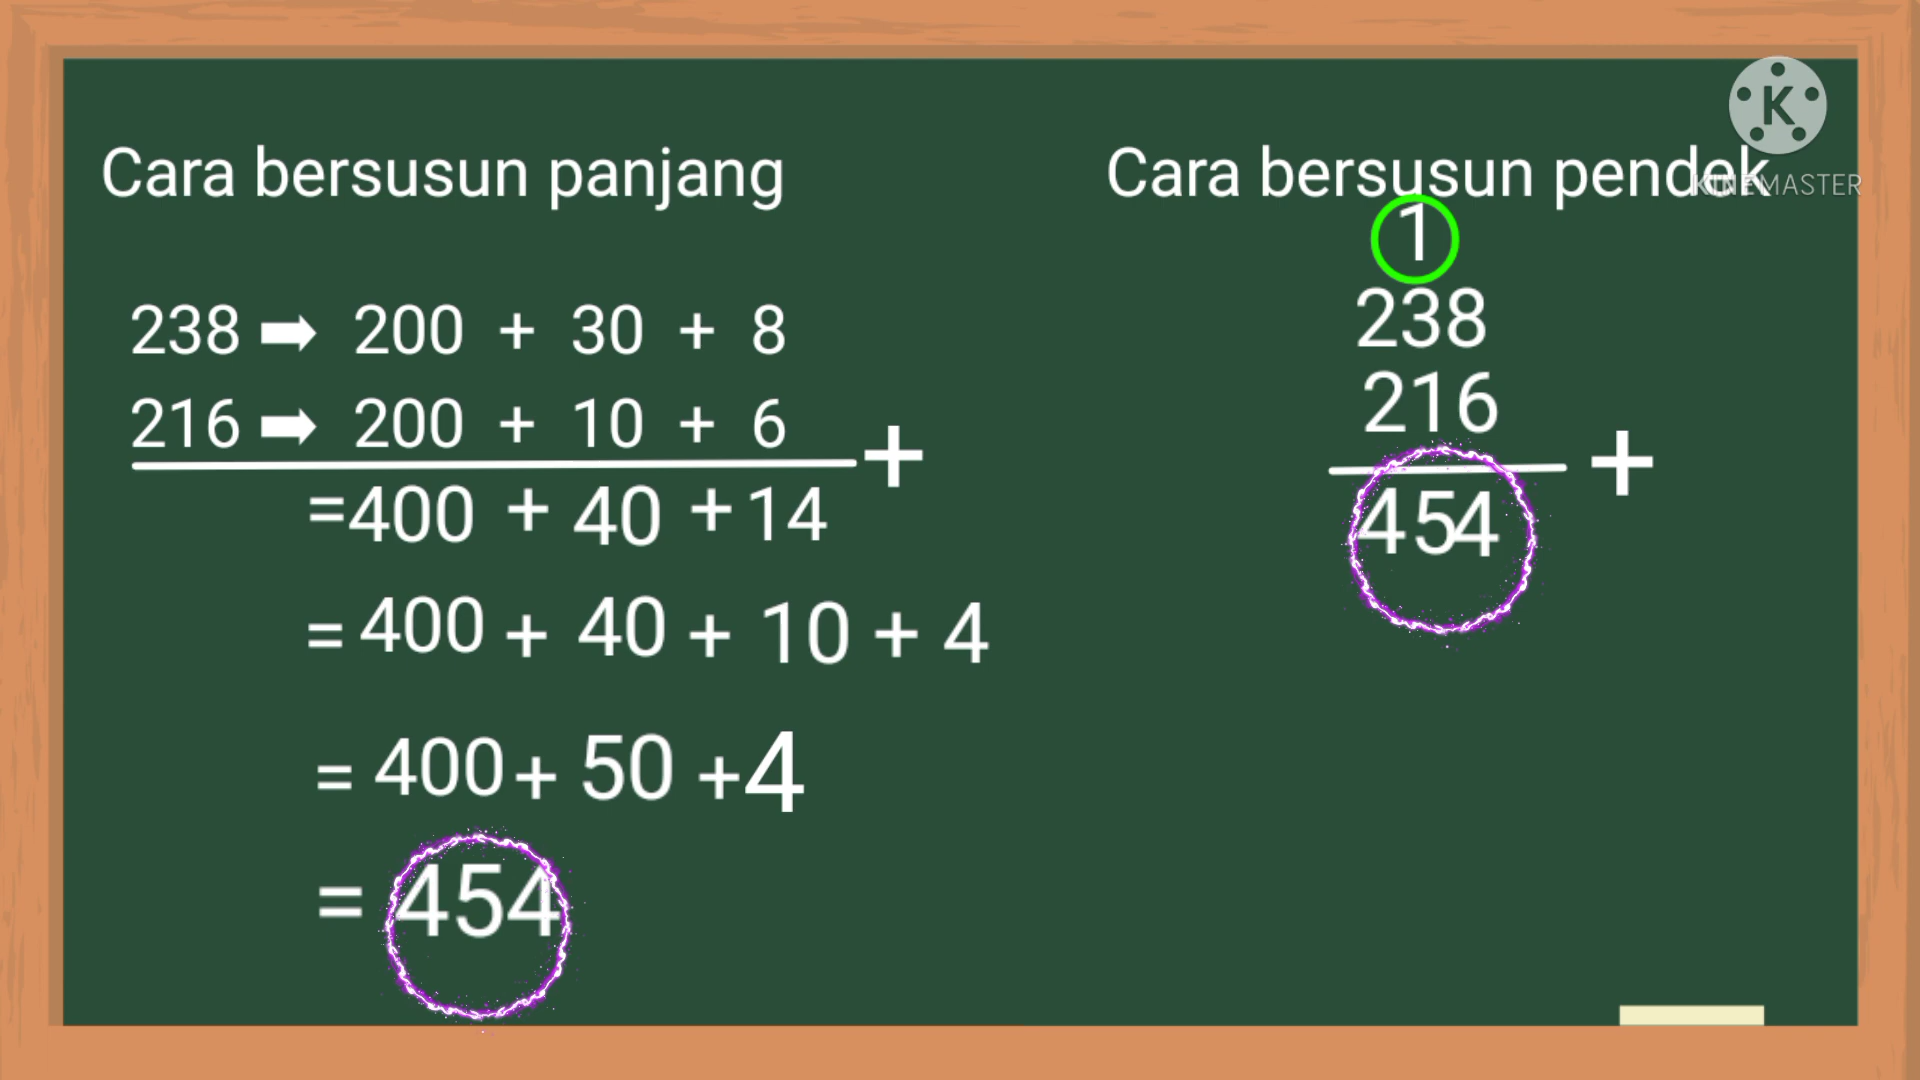 Cara bersusun panjang
238 ➡ 200 + 30 + 8
216 ➡ 200 + 10 + 6 +
=400 + 40 +14
= 400 + 40 + 10 + 4
= 400 + 50 +4
= 454
Cara bersusun pendek
1
238
216 +
454
K
KINEMASTER